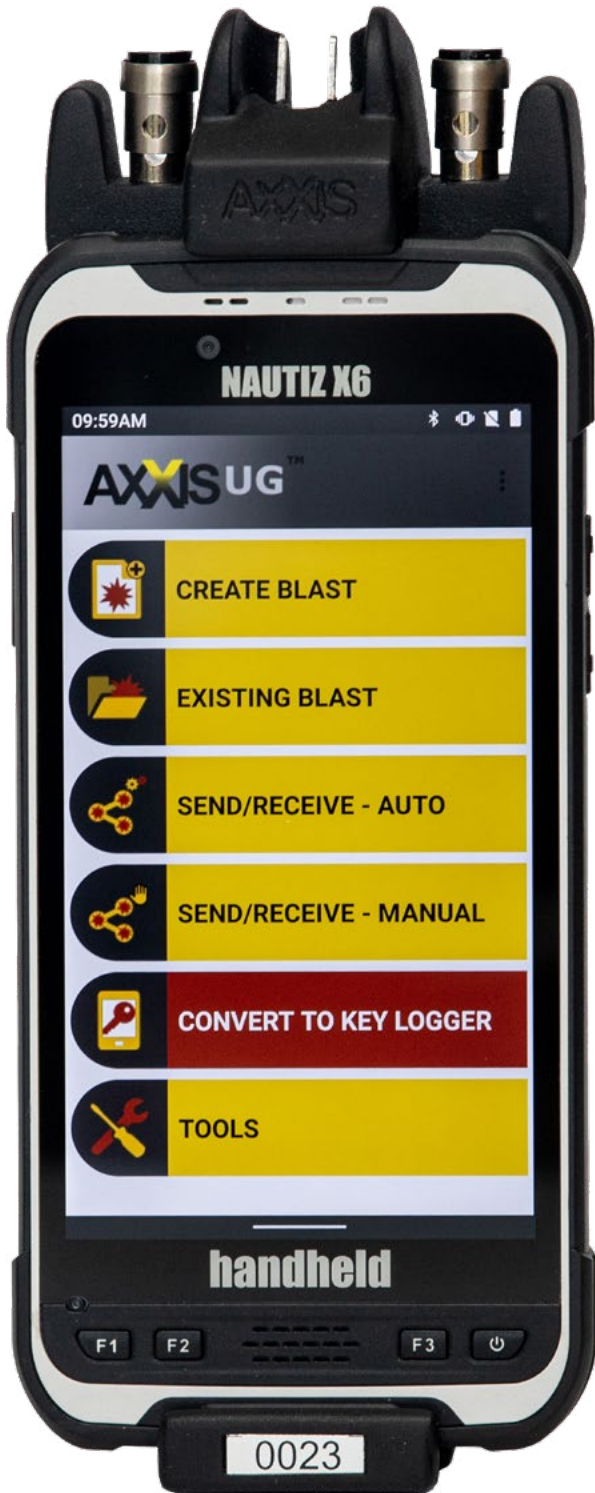 AXXIS
NAUTIZ X6
09:59AM
AXXIS UG™
CREATE BLAST
EXISTING BLAST
SEND/RECEIVE - AUTO
SEND/RECEIVE - MANUAL
CONVERT TO KEY LOGGER
TOOLS
handheld
F1 F2 F3
0023